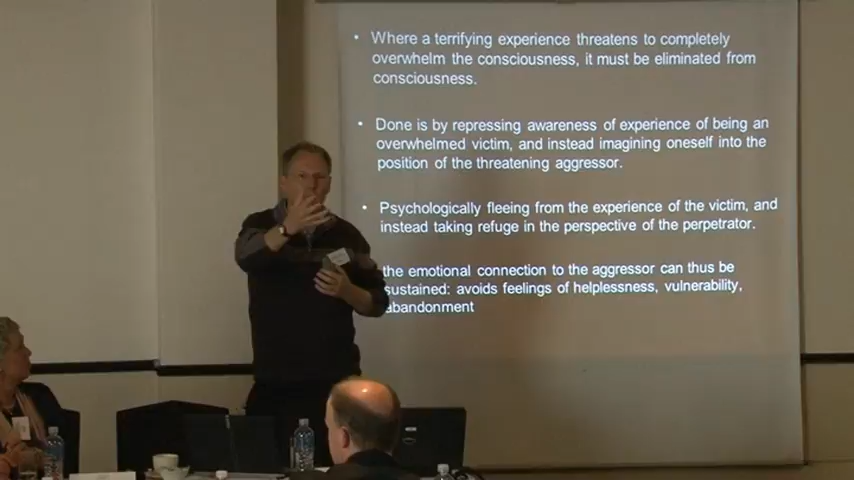 • Where a terrifying experience threatens to completely
overwhelm the consciousness, it must be eliminated from
consciousness.
• Done is by repressing awareness of experience of being an
overwhelmed victim, and instead imagining oneself into the
position of the threatening aggressor.
• Psychologically fleeing from the experience of the victim, and
instead taking refuge in the perspective of the perpetrator.
the emotional connection to the aggressor can thus be
sustained: avoids feelings of helplessness, vulnerability,
abandonment